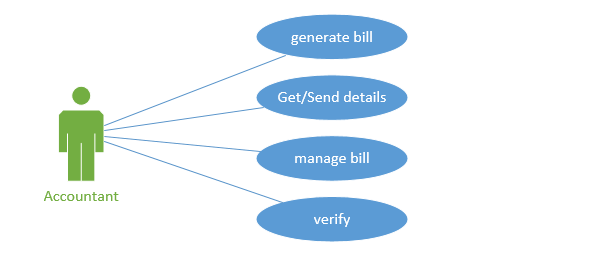 generate bill
Get/Send details
manage bill
verify
Accountant